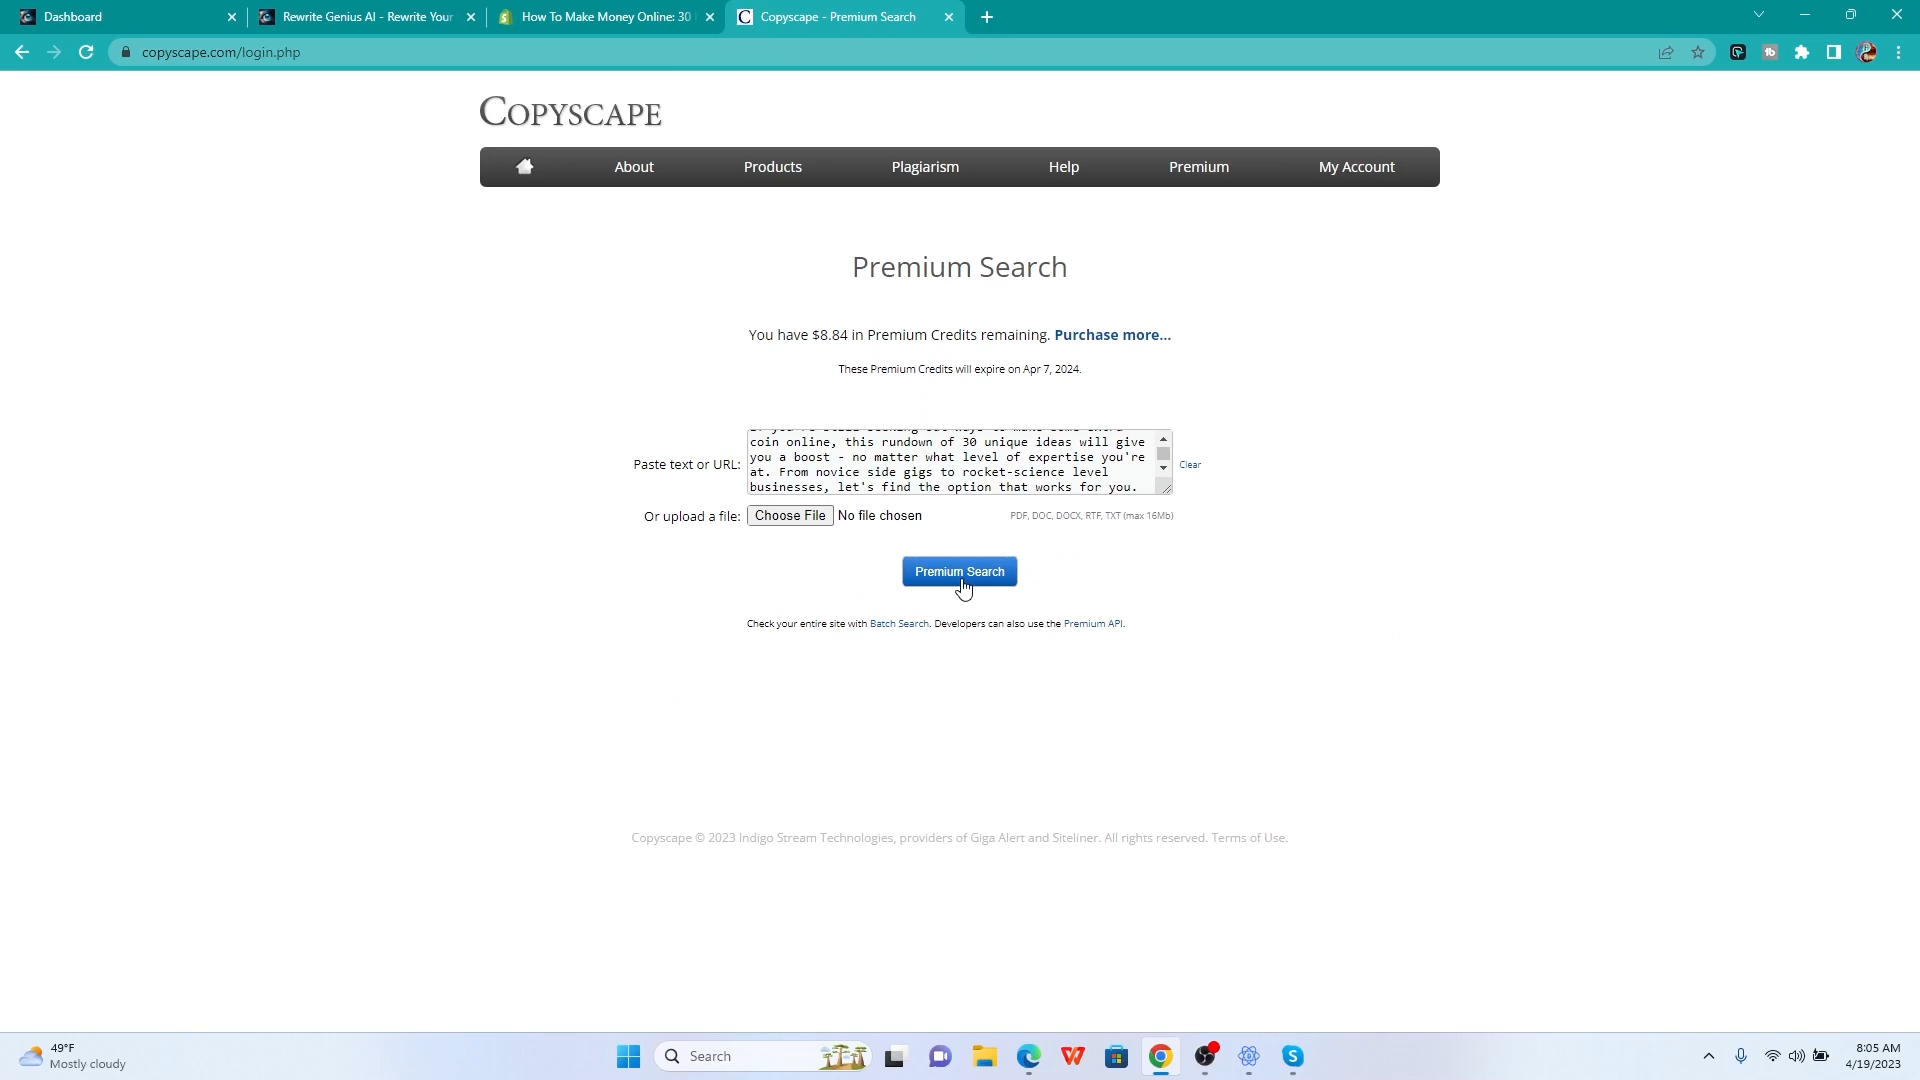 Dashboard
Rewrite Genius AI - Rewrite Your
How To Make Money Online: 30
Copyscape - Premium Search
copyscape.com/login.php
COPYSCAPE
About
Products
Plagiarism
Help
Premium
My Account
Premium Search
You have $8.84 in Premium Credits remaining. Purchase more...
These Premium Credits will expire on Apr 7, 2024.
Paste text or URL:
coin online, this rundown of 30 unique ideas will give
you a boost - no matter what level of expertise you're
at. From novice side gigs to rocket-science level
businesses, let's find the option that works for you.
Clear
Or upload a file:
Choose File No file chosen
PDF, DOC, DOCX, RTF, TXT (max 16Mb)
Premium Search
Check your entire site with Batch Search. Developers can also use the Premium API.
Copyscape © 2023 Indigo Stream Technologies, providers of Giga Alert and Siteliner. All rights reserved. Terms of Use.
49°F
Mostly cloudy
Search
8:05 AM
4/19/2023